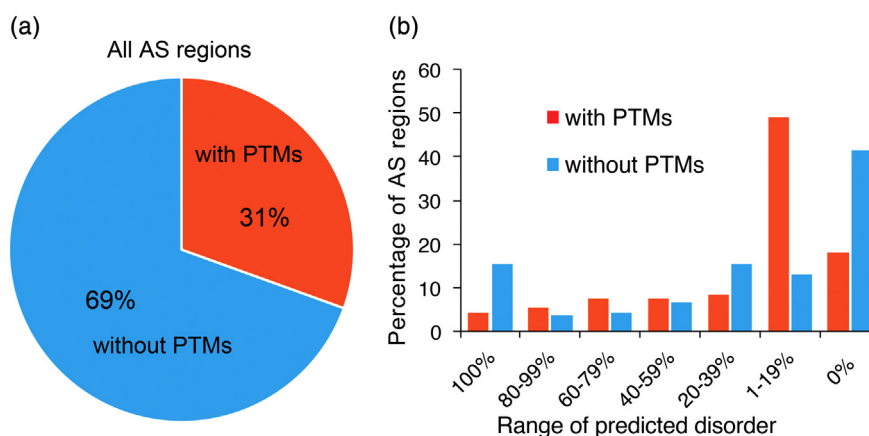 (a)
All AS regions
with PTMs
31%
69%
without PTMs
(b)
Percentage of AS regions
60
50
40
30
20
10
0
with PTMs
without PTMs
100%
80-99%
60-79%
40-59%
20-39%
1-19%
0%
Range of predicted disorder